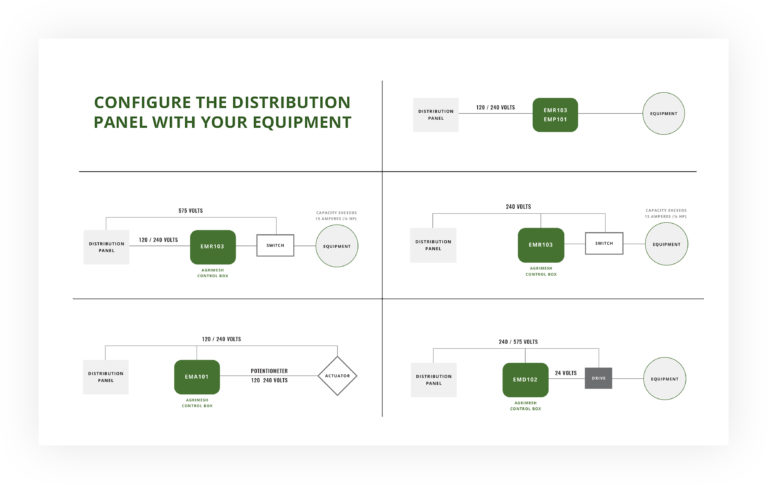 CONFIGURE THE DISTRIBUTION
PANEL WITH YOUR EQUIPMENT
DISTRIBUTION
PANEL
120 / 240 VOLTS
EMR103
EMP101
EQUIPMENT
575 VOLTS
CAPACITY EXCEEDS
15 AMPERES (¾ HP)
DISTRIBUTION
PANEL
120 / 240 VOLTS
EMR103
SWITCH
EQUIPMENT
AGRIMESH
CONTROL BOX
240 VOLTS
CAPACITY EXCEEDS
15 AMPERES (¾ HP)
DISTRIBUTION
PANEL
EMR103
SWITCH
EQUIPMENT
AGRIMESH
CONTROL BOX
120 / 240 VOLTS
DISTRIBUTION
PANEL
EMA101
POTENTIOMETER
120 240 VOLTS
ACTUATOR
AGRIMESH
CONTROL BOX
240 / 575 VOLTS
DISTRIBUTION
PANEL
EMD102
24 VOLTS
DRIVE
EQUIPMENT
AGRIMESH
CONTROL BOX